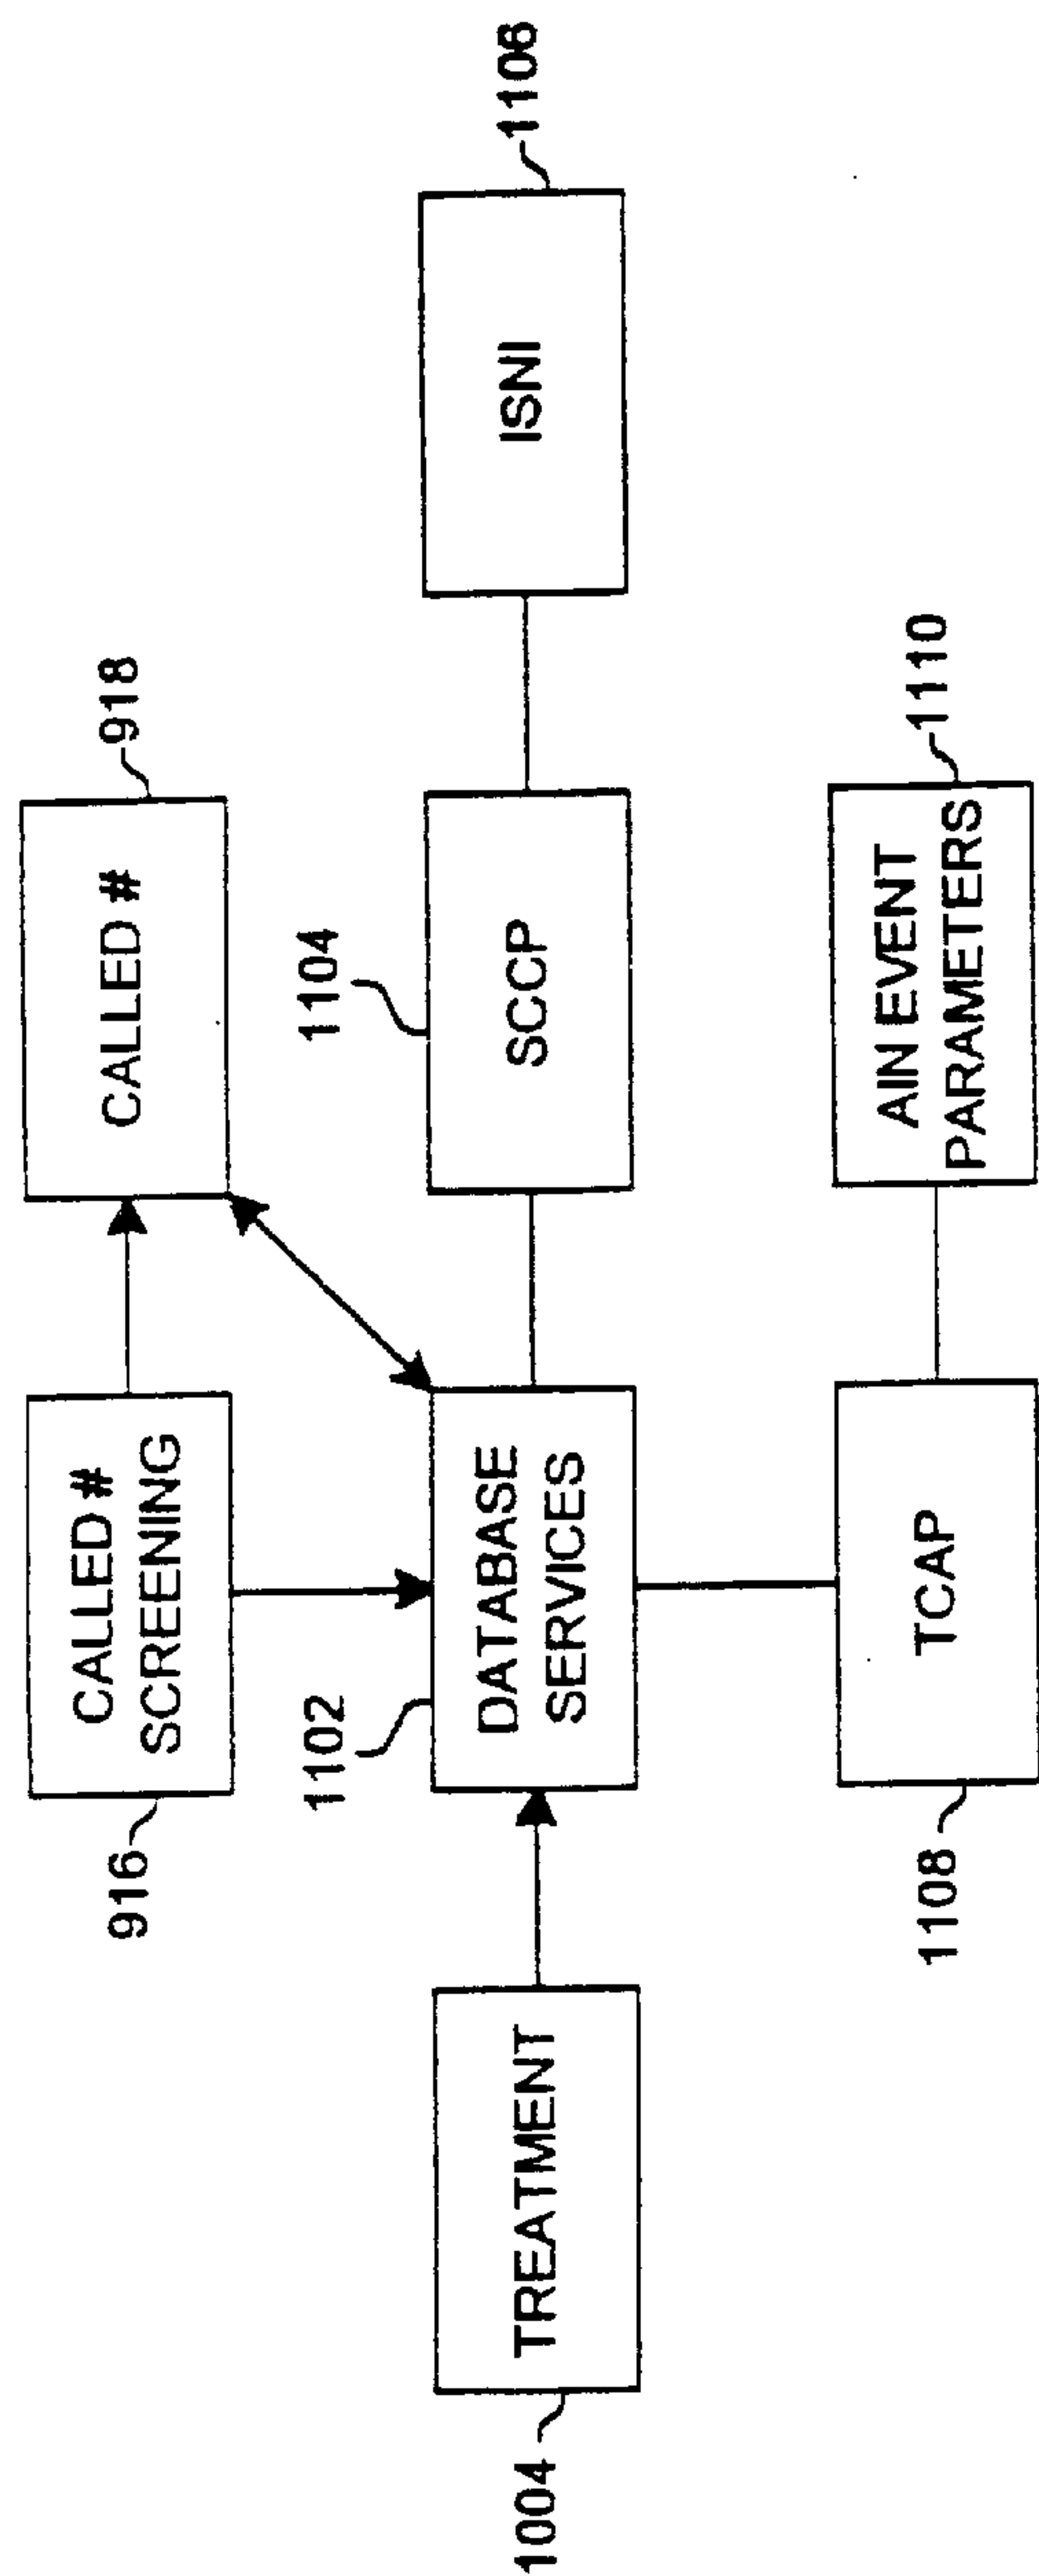 CALLED #
SCREENING
916
CALLED #
918
TREATMENT
1004
DATABASE
SERVICES
1102
SCCP
1104
ISNI
1106
TCAP
1108
AIN EVENT
PARAMETERS
1110